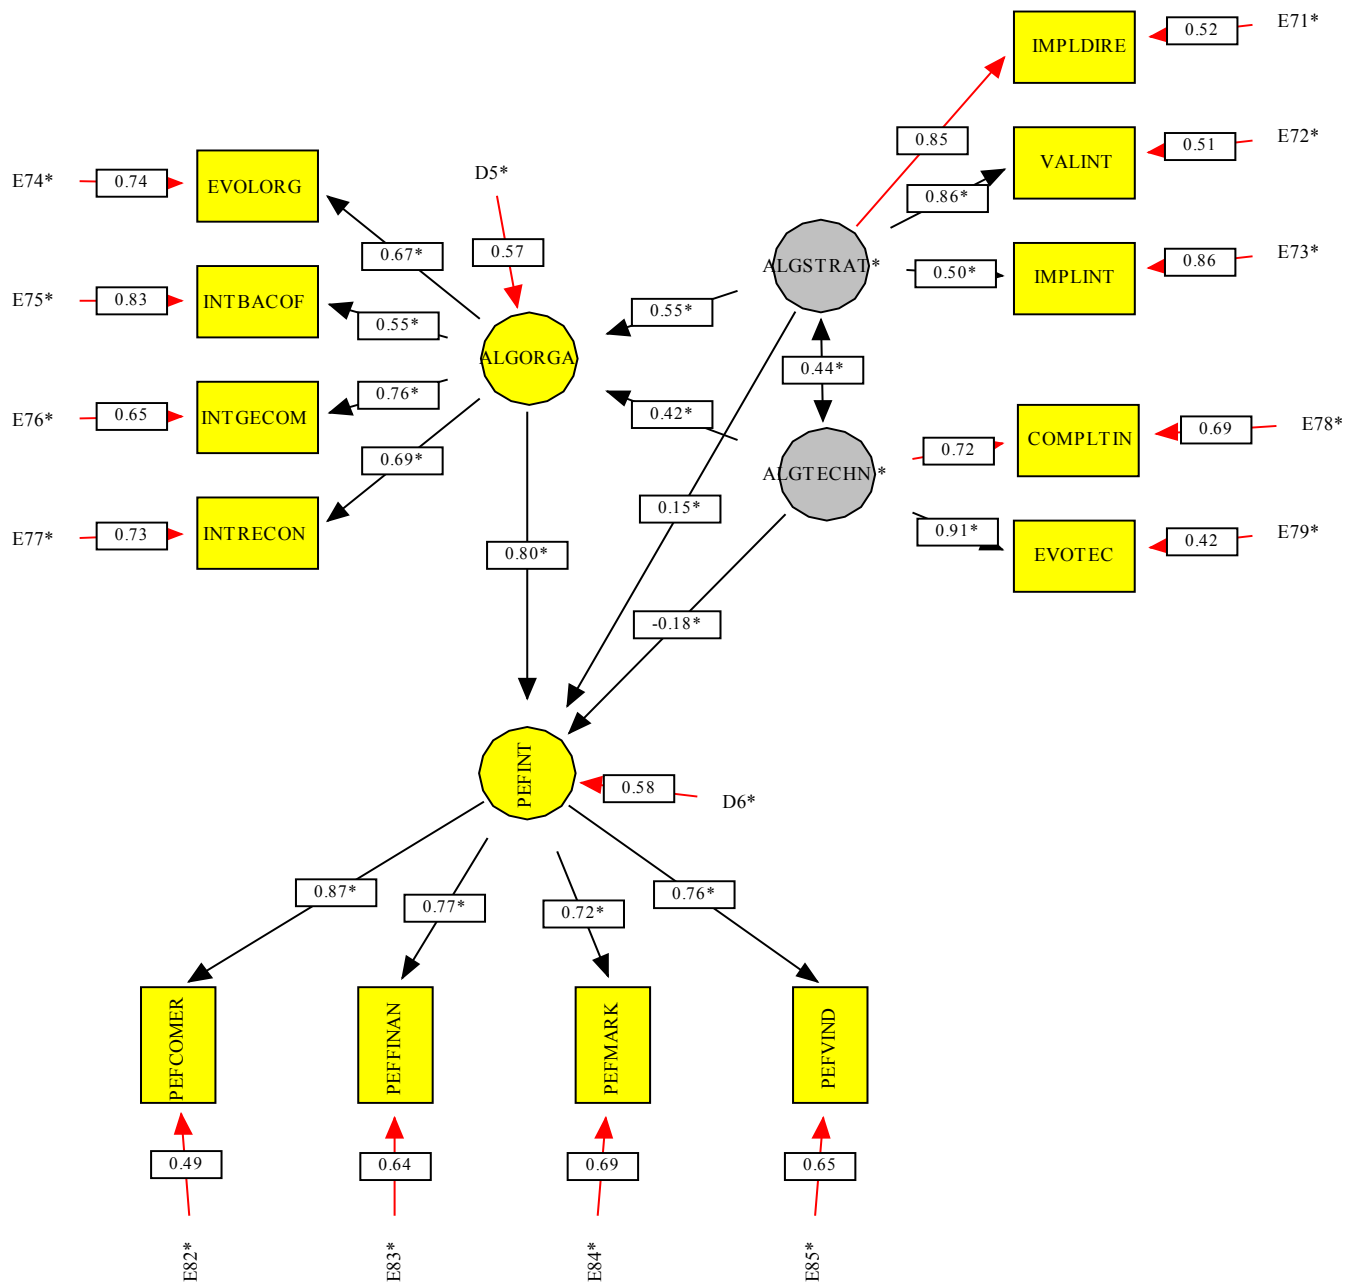 E71*
0.52
IMPLDIRE
0.85
E72*
0.51
VALINT
0.86*
E74*
0.74
EVOLORG
D5*
0.67*
0.57
ALGSTRAT*
0.50*
IMPLINT
0.86
E73*
E75*
0.83
INTBACOF
0.55*
ALGORGA
0.55*
0.44*
E76*
0.65
INTGECOM
0.76*
0.42*
0.69*
ALGTECHN*
0.72
COMPLTIN
0.69
E78*
E77*
0.73
INTRECON
0.80*
0.15*
0.91*
EVOTEC
0.42
E79*
-0.18*
PEFINT
0.58
D6*
0.87*
0.77*
0.72*
0.76*
PEFCOMER
PEFFINAN
PEFMARK
PEFVIND
0.49
0.64
0.69
0.65
E82*
E83*
E84*
E85*